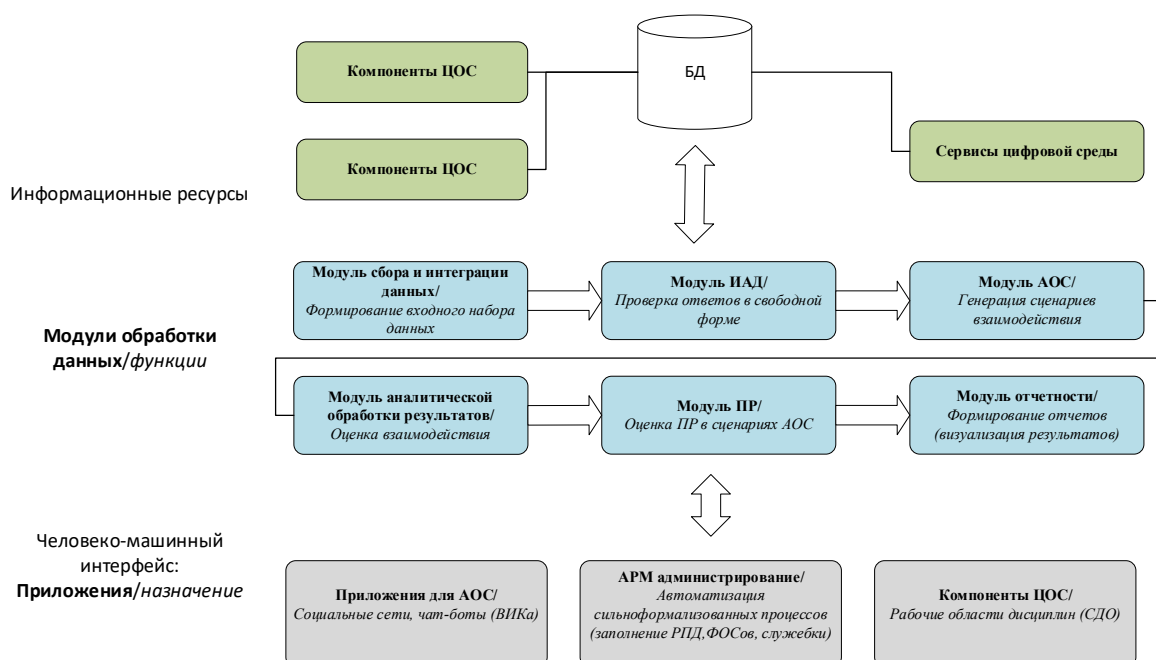 Компоненты ЦОС
БД
Компоненты ЦОС
Сервисы цифровой среды
Информационные ресурсы
Модуль сбора и интеграции
данных/
Формирование входного набора
данных
Модуль ИАД/
Проверка ответов в свободной
форме
Модуль АОС/
Генерация сценариев
взаимодействия
Модули обработки
данных/функции
Модуль аналитической
обработки результатов/
Оценка взаимодействия
Модуль ПР/
Оценка ПР в сценариях АОС
Модуль отчетности/
Формирование отчетов
(визуализация результатов)
Человеко-машинный
интерфейс:
Приложения/назначение
Приложения для АОС/
Социальные сети, чат-боты (ВИКа)
АРМ администрирование/
Автоматизация
сильноформализованных процессов
(заполнение РПД,ФОСов, служебки)
Компоненты ЦОС/
Рабочие области дисциплин (СДО)